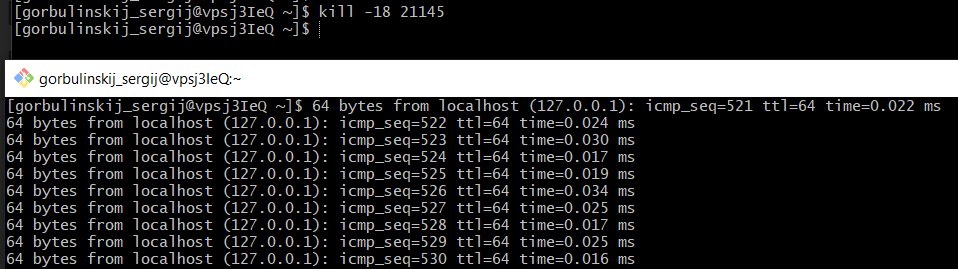 [gorbulinskij_sergij@vpsj3IeQ ~]$ kill -18 21145
[gorbulinskij_sergij@vpsj3IeQ ~]$
gorbulinskij_sergij@vpsj3IeQ:~
[gorbulinskij_sergij@vpsj3IeQ ~]$ 64 bytes from localhost (127.0.0.1): icmp_seq=521 ttl=64 time=0.022 ms
64 bytes from localhost (127.0.0.1): icmp_seq=522 ttl=64 time=0.024 ms
64 bytes from localhost (127.0.0.1): icmp_seq=523 ttl=64 time=0.030 ms
64 bytes from localhost (127.0.0.1): icmp_seq=524 ttl=64 time=0.017 ms
64 bytes from localhost (127.0.0.1): icmp_seq=525 ttl=64 time=0.019 ms
64 bytes from localhost (127.0.0.1): icmp_seq=526 ttl=64 time=0.034 ms
64 bytes from localhost (127.0.0.1): icmp_seq=527 ttl=64 time=0.025 ms
64 bytes from localhost (127.0.0.1): icmp_seq=528 ttl=64 time=0.017 ms
64 bytes from localhost (127.0.0.1): icmp_seq=529 ttl=64 time=0.025 ms
64 bytes from localhost (127.0.0.1): icmp_seq=530 ttl=64 time=0.016 ms